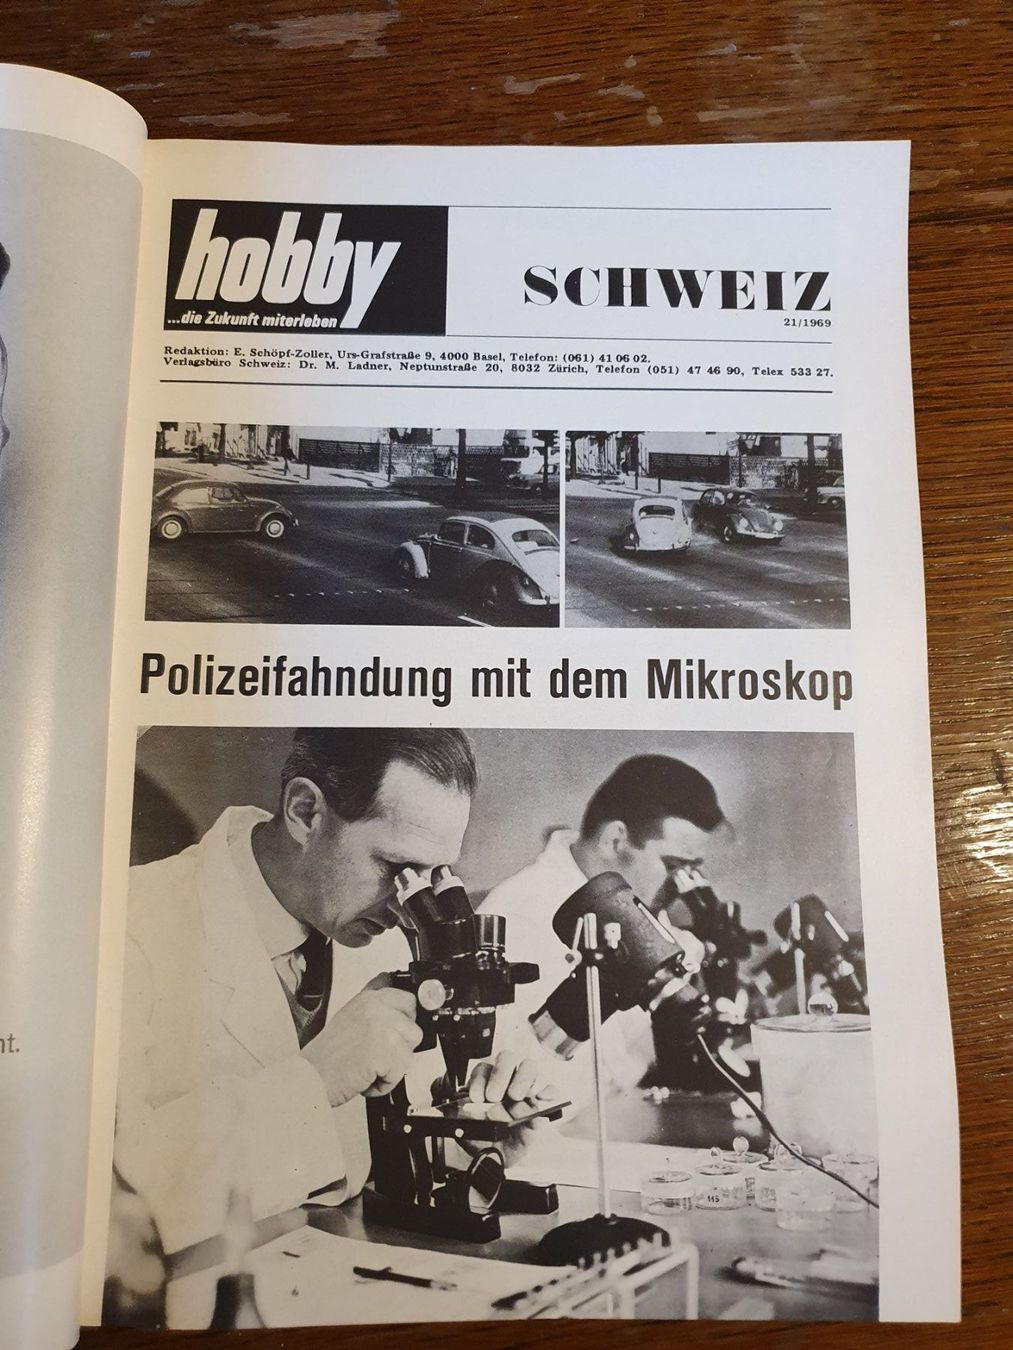 hobby
...die Zukunft miterleben
SCHWEIZ
21/1969
Redaktion: E. Schöpf-Zoller, Urs-Grafstraße 9, 4000 Basel, Telefon: (061) 41 06 02.
Verlagsbüro Schweiz: Dr. M. Ladner, Neptunstraße 20, 8032 Zürich, Telefon (051) 47 46 90, Telex 533 27.
Polizeifahndung mit dem Mikroskop
115